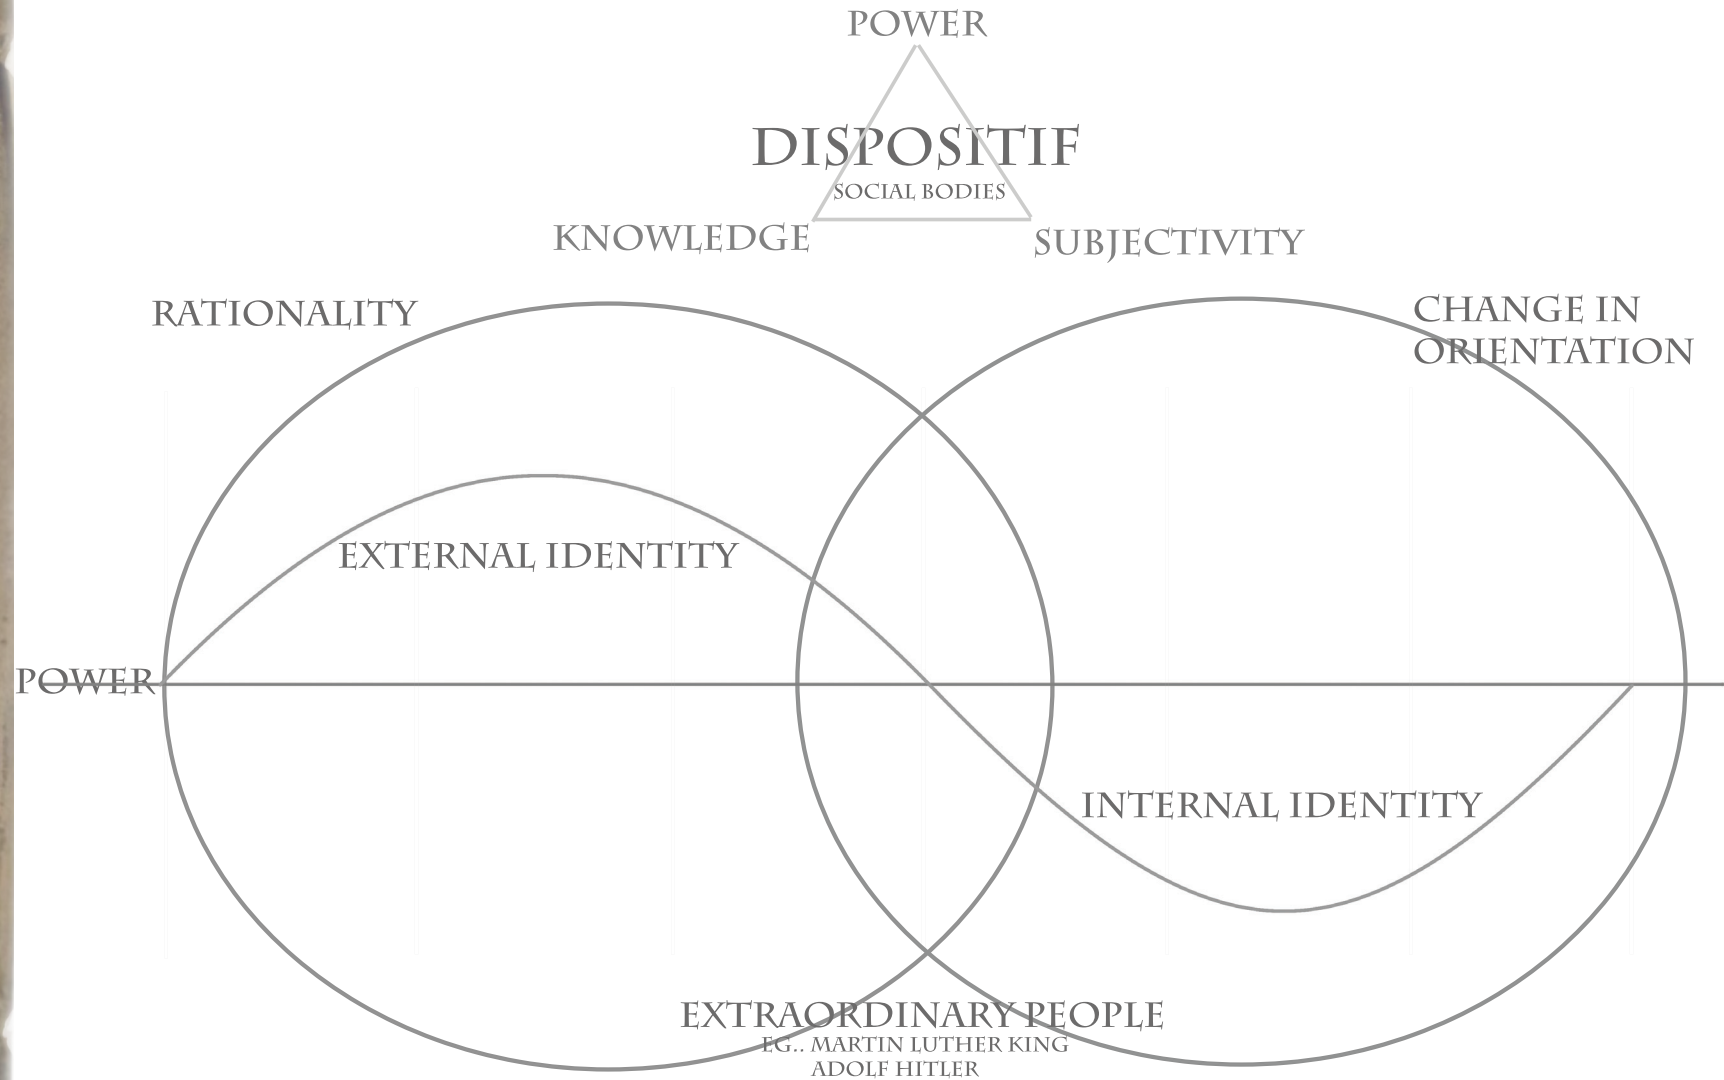 POWER
DISPOSITIF
SOCIAL BODIES
KNOWLEDGE
SUBJECTIVITY
RATIONALITY
CHANGE IN
ORIENTATION
EXTERNAL IDENTITY
POWER
INTERNAL IDENTITY
EXTRAORDINARY PEOPLE
EG.. MARTIN LUTHER KING
ADOLF HITLER